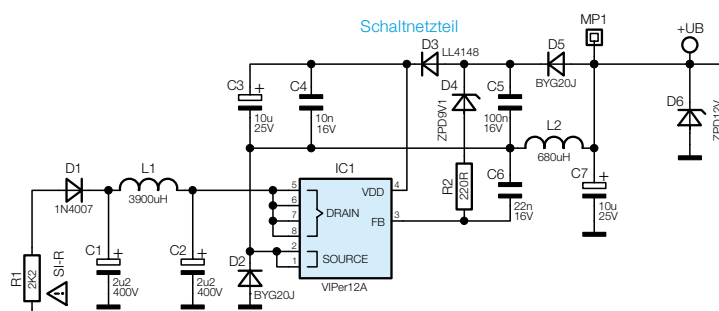 Schaltnetzteil
MP1
+UB
D3
LL4148
D4
ZPD9V1
D5
BYG20J
C3
+
10u
25V
C4
10n
16V
C5
100n
16V
D6
ZPD12V
L2
680uH
D1
1N4007
L1
3900uH
IC1
5
6
7
8
2
1
DRAIN
SOURCE
VDD
4
FB
3
VIPer12A
R2
220R
C6
22n
16V
C7
+
10u
25V
R1
2K2
SI-R
C1
+
2u2
400V
C2
+
2u2
400V
D2
BYG20J